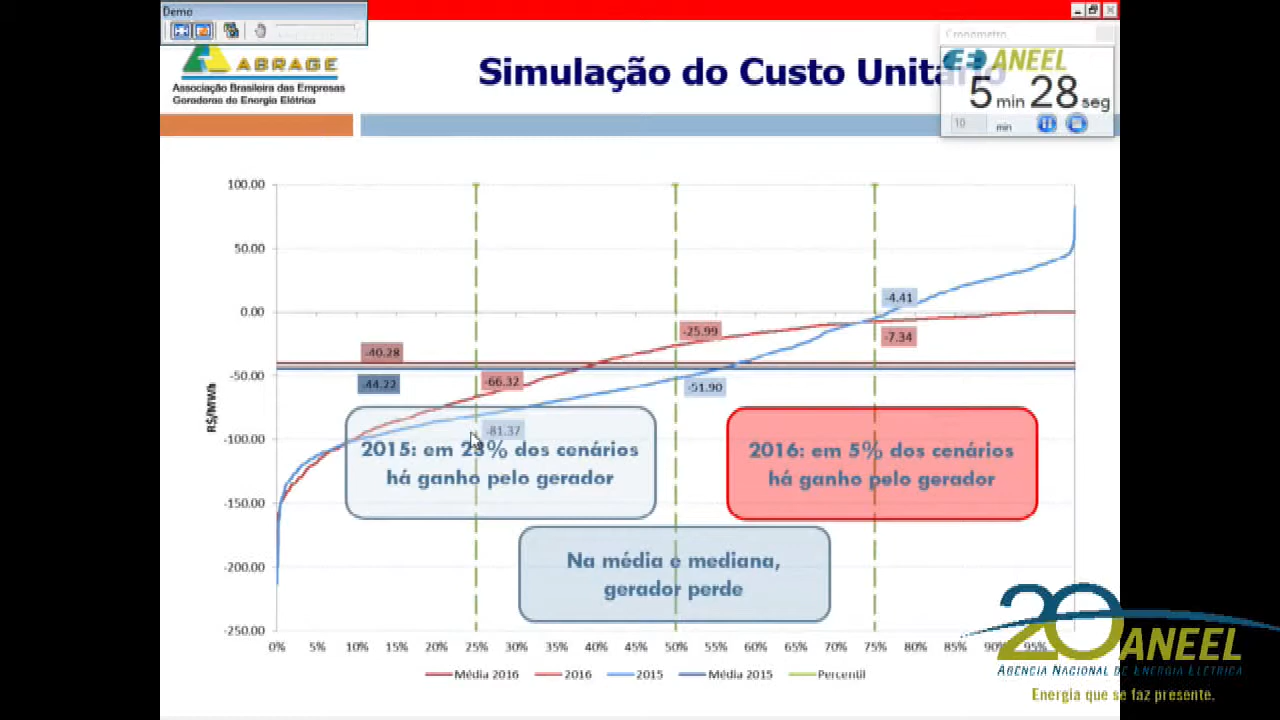 Demo
ABRAGE
Associação Brasileira das Empresas
Geradoras de Energia Elétrica
Simulação do Custo Unitário
Cronometro
ANEEL
5 min 28 seg
10 min
100.00
50.00
0.00
-50.00
-100.00
-150.00
-200.00
-250.00
R$/MWh
-4.41
-25.99
-7.34
-40.28
-44.22
-66.32
-51.90
-81.37
2015: em 23% dos cenários
há ganho pelo gerador
2016: em 5% dos cenários
há ganho pelo gerador
Na média e mediana,
gerador perde
0% 5% 10% 15% 20% 25% 30% 35% 40% 45% 50% 55% 60% 65% 70% 75% 80% 85% 90% 95%
Média 2016 2016 2015 Média 2015 Percentil
20 ANEEL
AGÊNCIA NACIONAL DE ENERGIA ELÉTRICA
Energia que se faz presente.